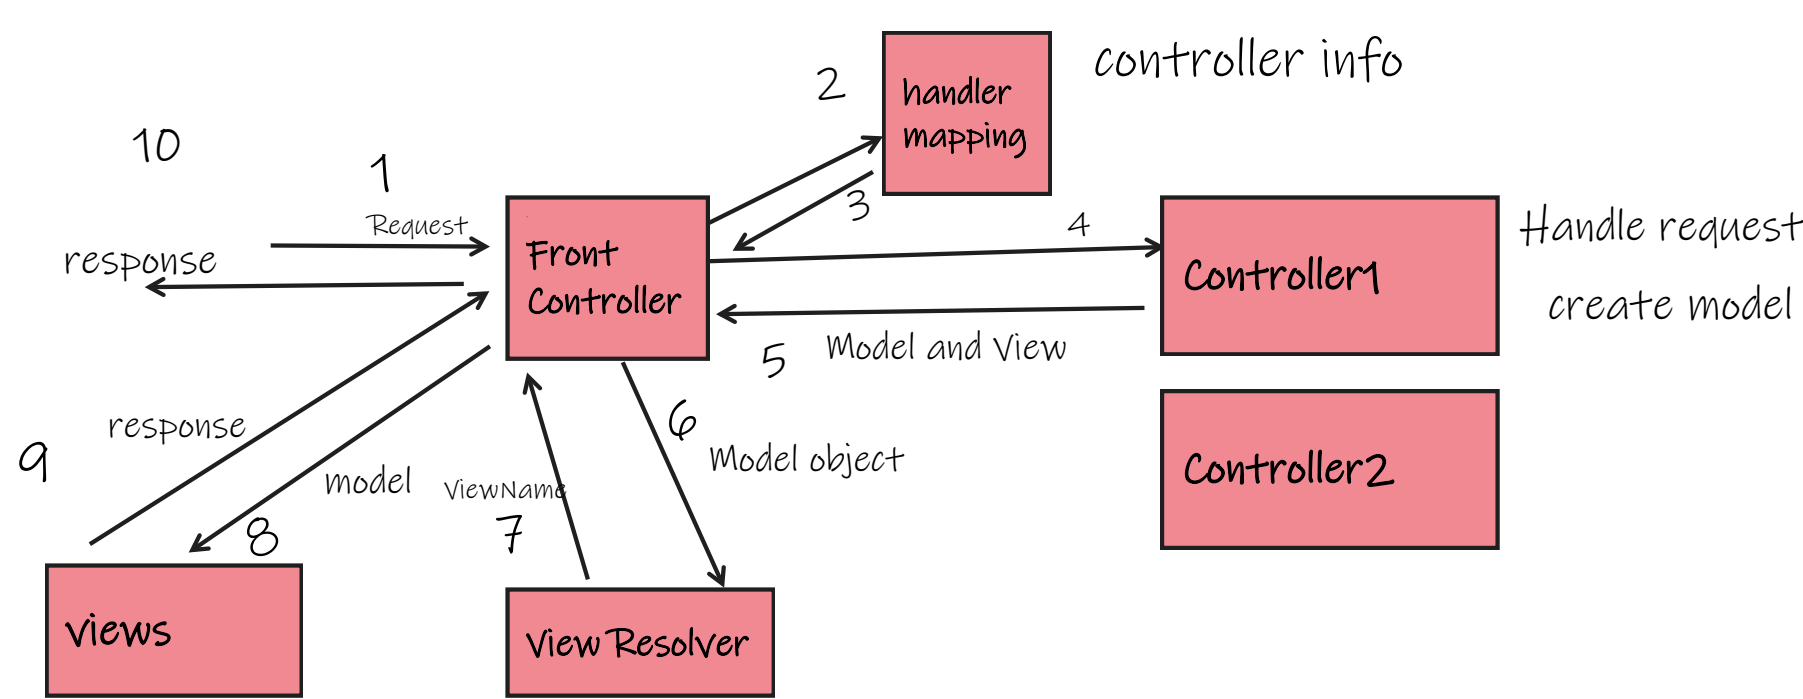 controller info
2
handler
mapping
10
1
3
Request
response
4
Handle request
Front
Controller
Controller1
create model
5
Model and View
6
response
Model object
9
model
ViewName
Controller2
8
7
views
View Resolver